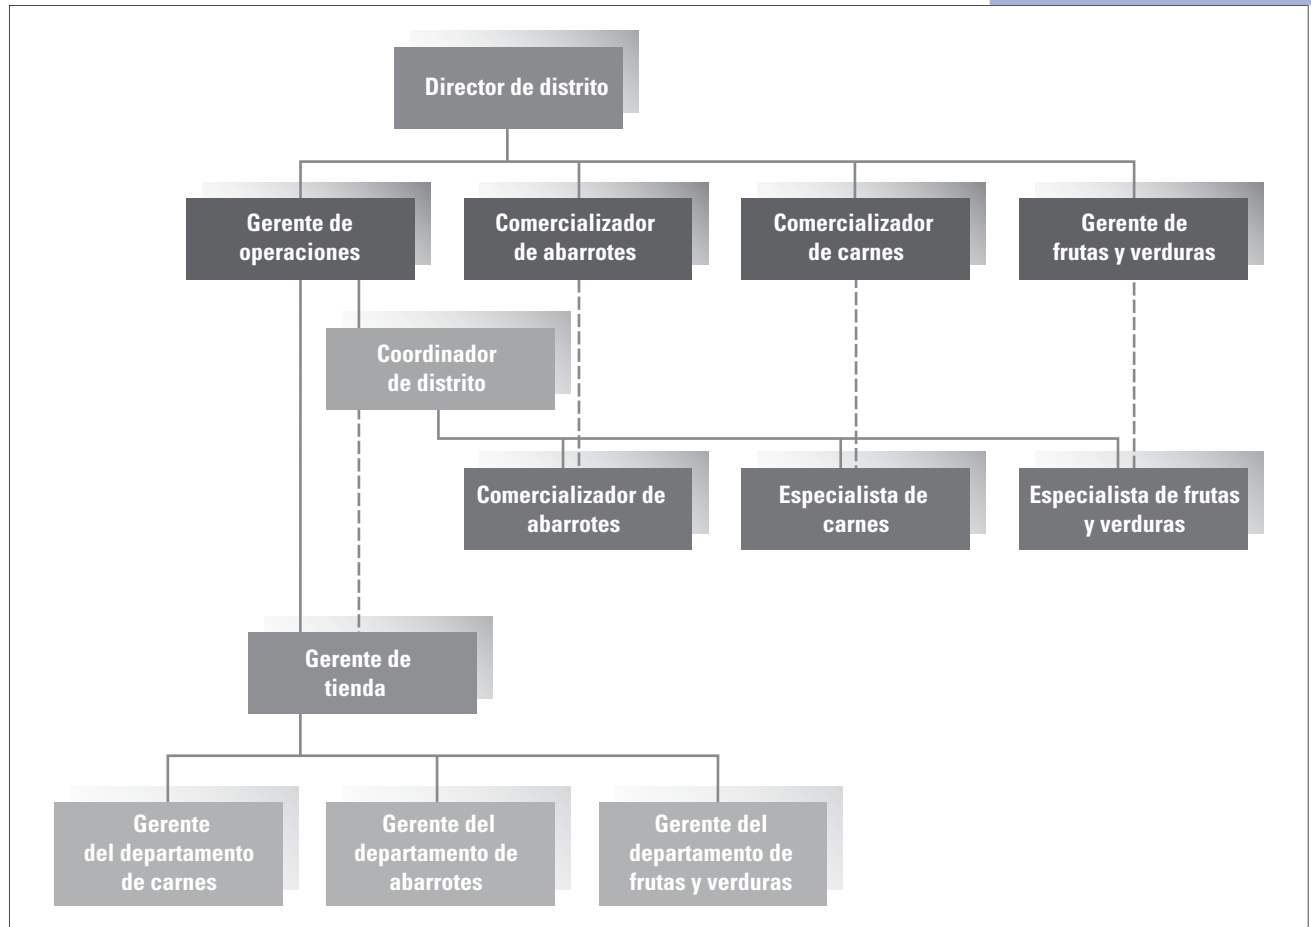 Director de distrito
Gerente de
operaciones
Comercializador
de abarrotes
Comercializador
de carnes
Gerente de
frutas y verduras
Coordinador
de distrito
Comercializador de
abarrotes
Especialista de
carnes
Especialista de frutas
y verduras
Gerente de
tienda
Gerente
del departamento
de carnes
Gerente del
departamento de
abarrotes
Gerente del
departamento de
frutas y verduras